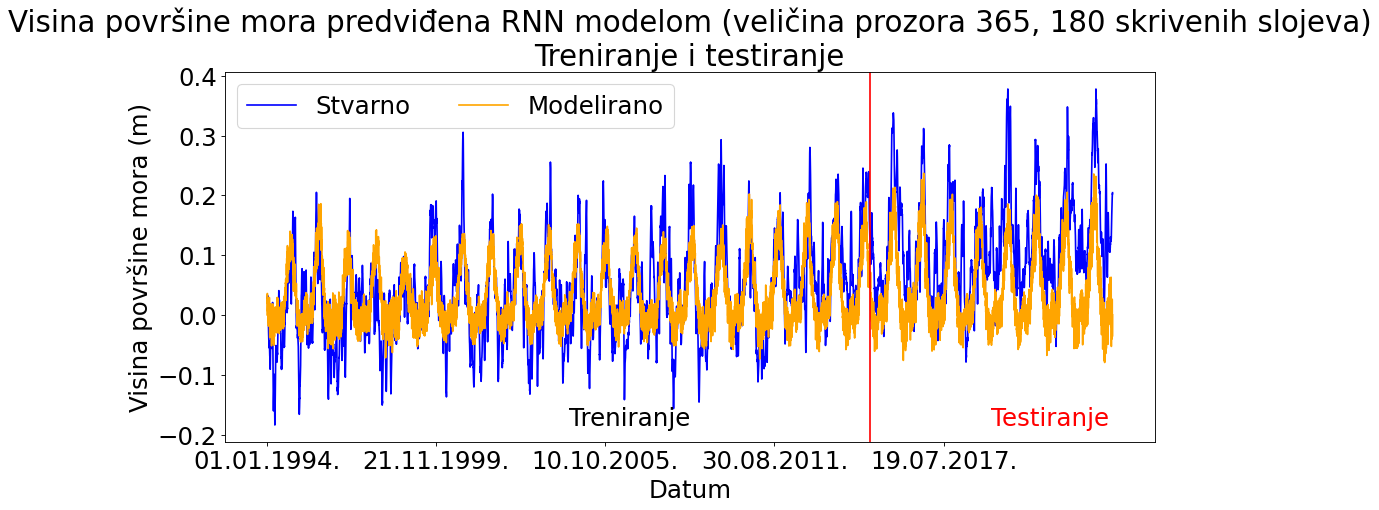 Visina površine mora predviđena RNN modelom (veličina prozora 365, 180 skrivenih slojeva)
Treniranje i testiranje
Stvarno Modelirano
Visina površine mora (m)
0.4
0.3
0.2
0.1
0.0
−0.1
−0.2
Treniranje
Testiranje
01.01.1994. 21.11.1999. 10.10.2005. 30.08.2011. 19.07.2017.
Datum